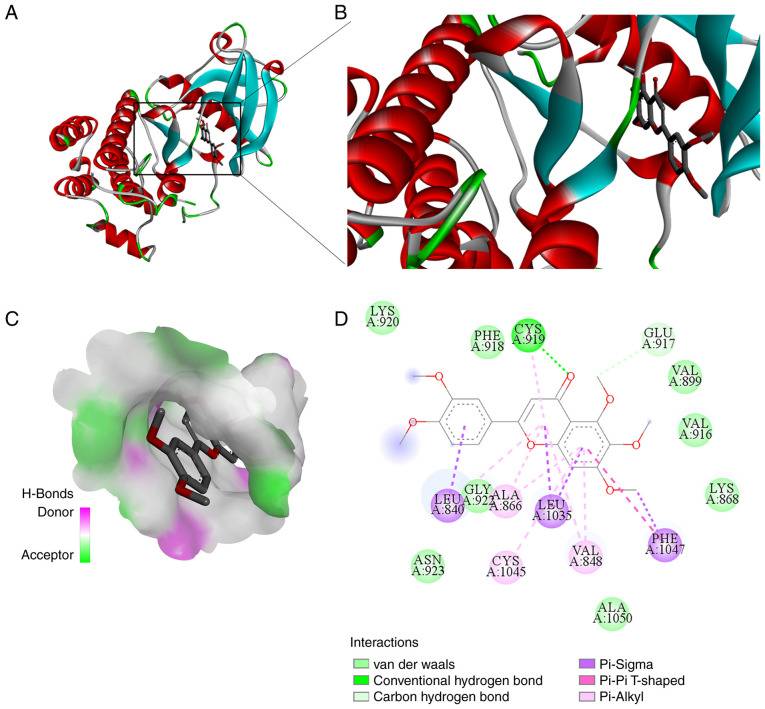 A
B
C
H-Bonds
Donor
Acceptor
D
LYS
A:920
PHE
A:918
CYS
A:919
GLU
A:917
VAL
A:899
VAL
A:916
LYS
A:868
O
O
O
O
O
O
O
LEU
A:840
GLY
A:922
ALA
A:866
LEU
A:1035
PHE
A:1047
ASN
A:923
CYS
A:1045
VAL
A:848
ALA
A:1050
Interactions
van der waals
Conventional hydrogen bond
Carbon hydrogen bond
Pi-Sigma
Pi-Pi T-shaped
Pi-Alkyl